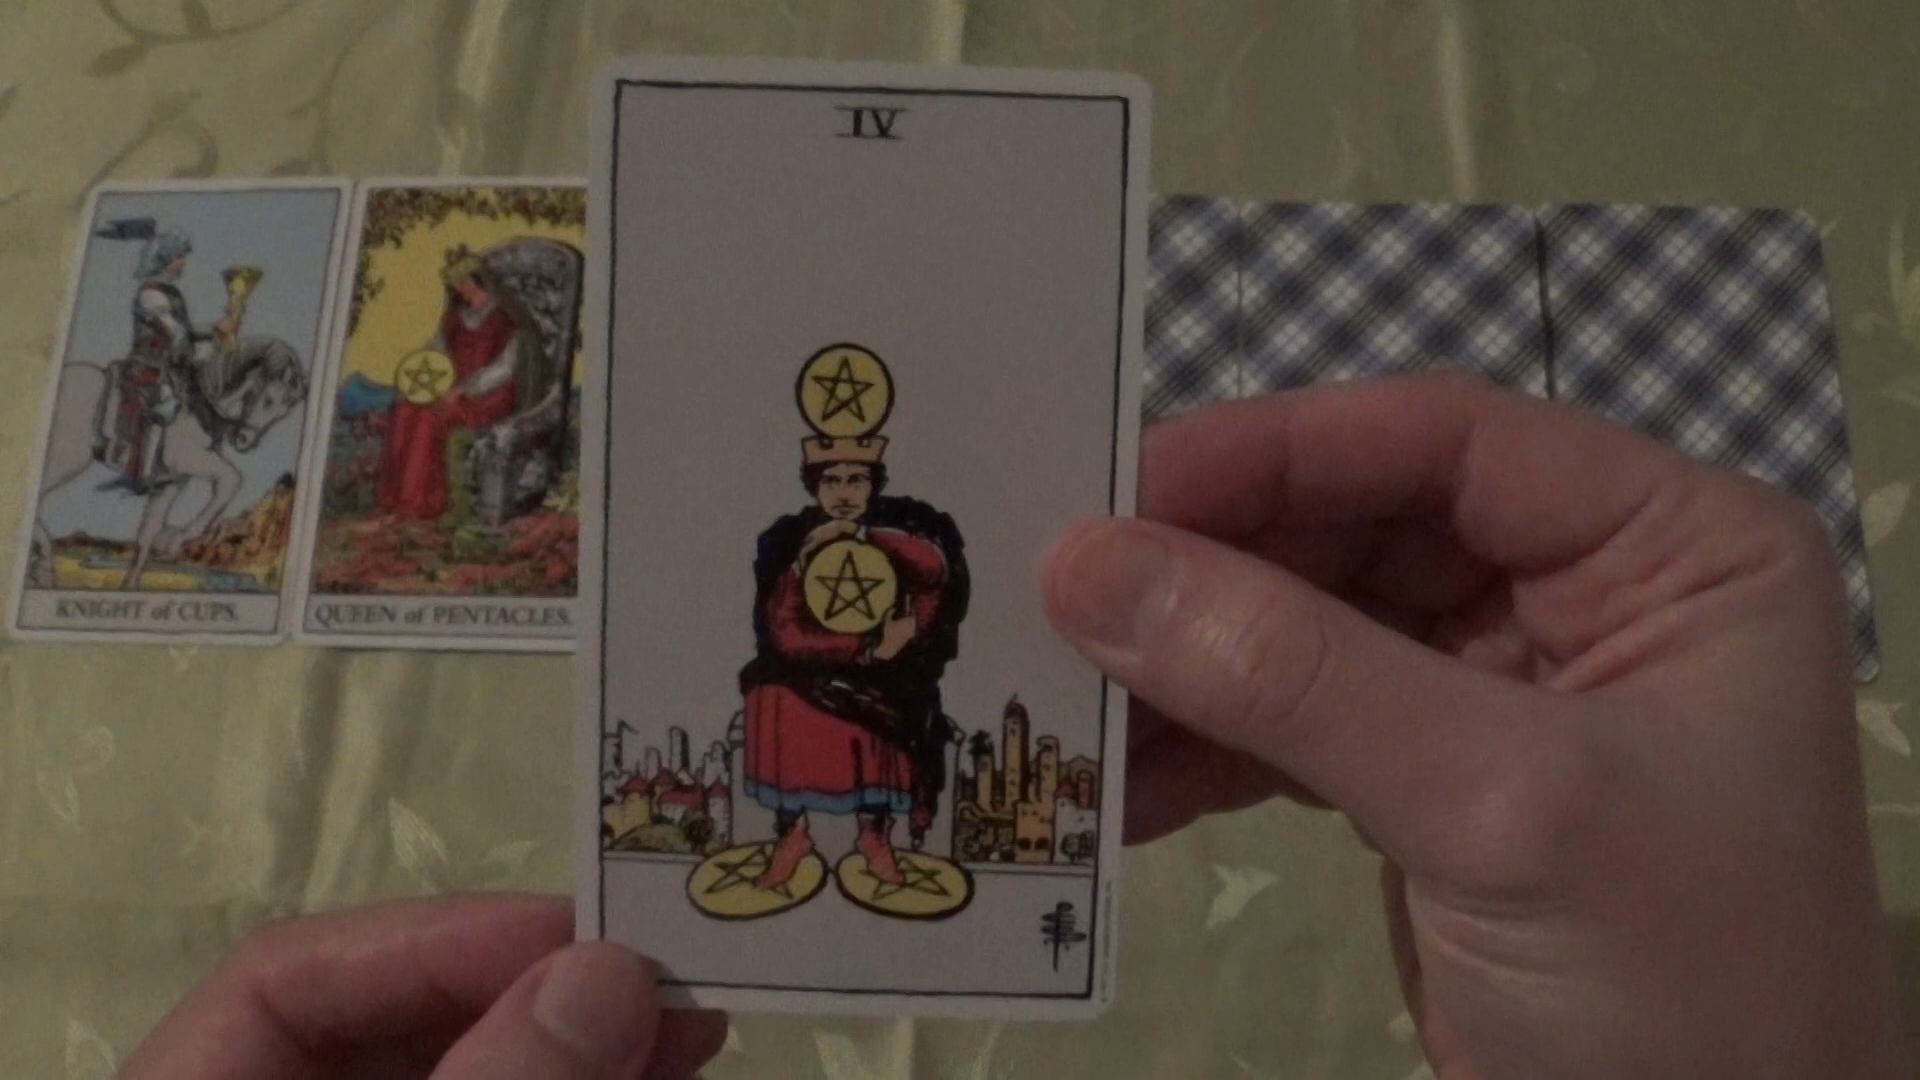 IV
KNIGHT of CUPS.
QUEEN of PENTACLES.